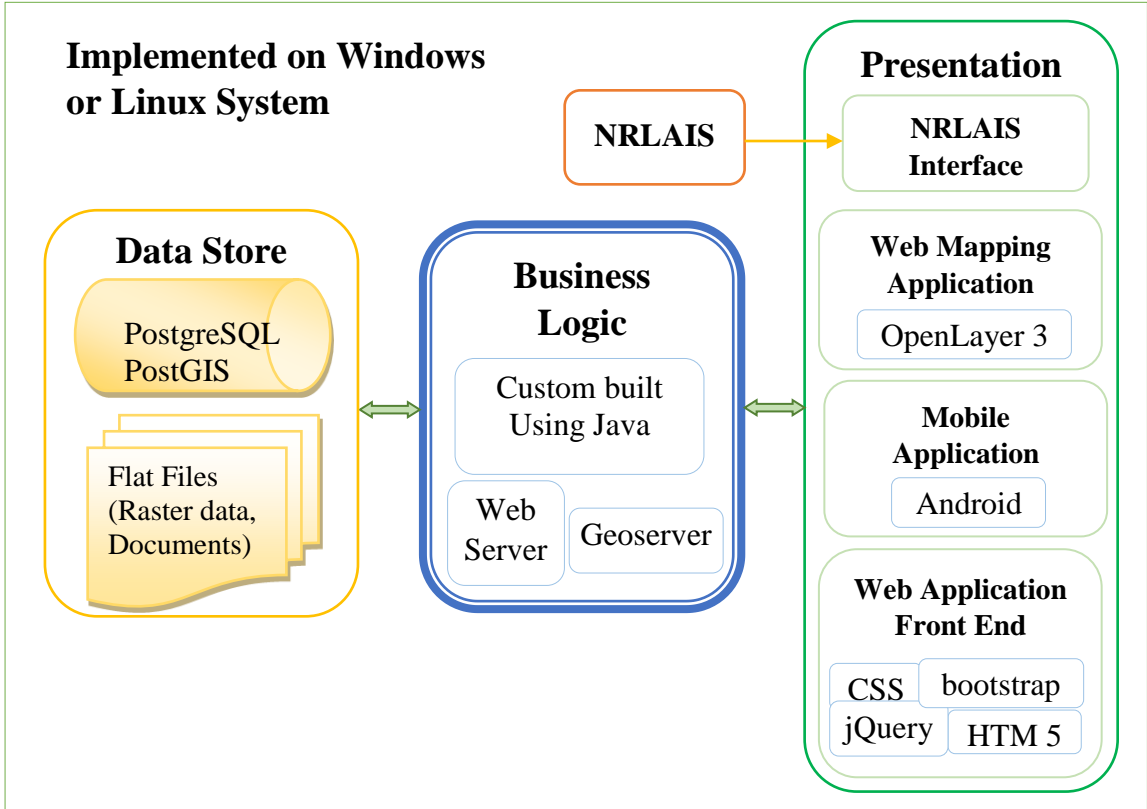 Implemented on Windows
or Linux System
NRLAIS
Data Store
PostgreSQL
PostGIS
Flat Files
(Raster data,
Documents)
Business
Logic
Custom built
Using Java
Web
Server
Geoserver
Presentation
NRLAIS
Interface
Web Mapping
Application
OpenLayer 3
Mobile
Application
Android
Web Application
Front End
CSS
bootstrap
jQuery
HTM 5